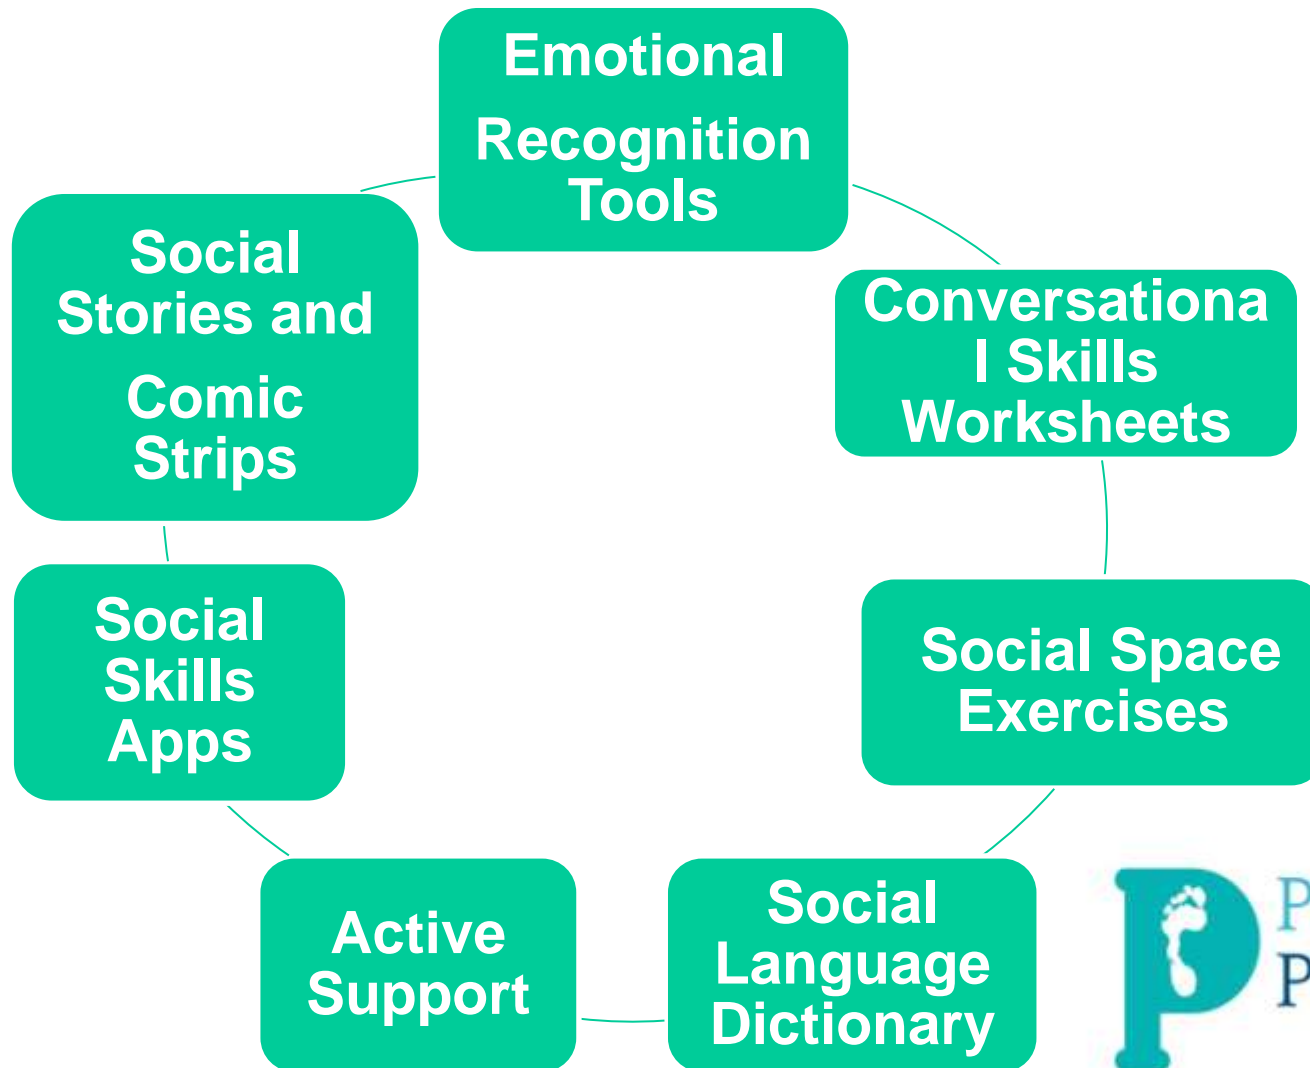 Emotional
Recognition
Tools
Conversationa
l Skills
Worksheets
Social Space
Exercises
Social
Language
Dictionary
Active
Support
Social
Skills
Apps
Social
Stories and
Comic
Strips
P
P
P